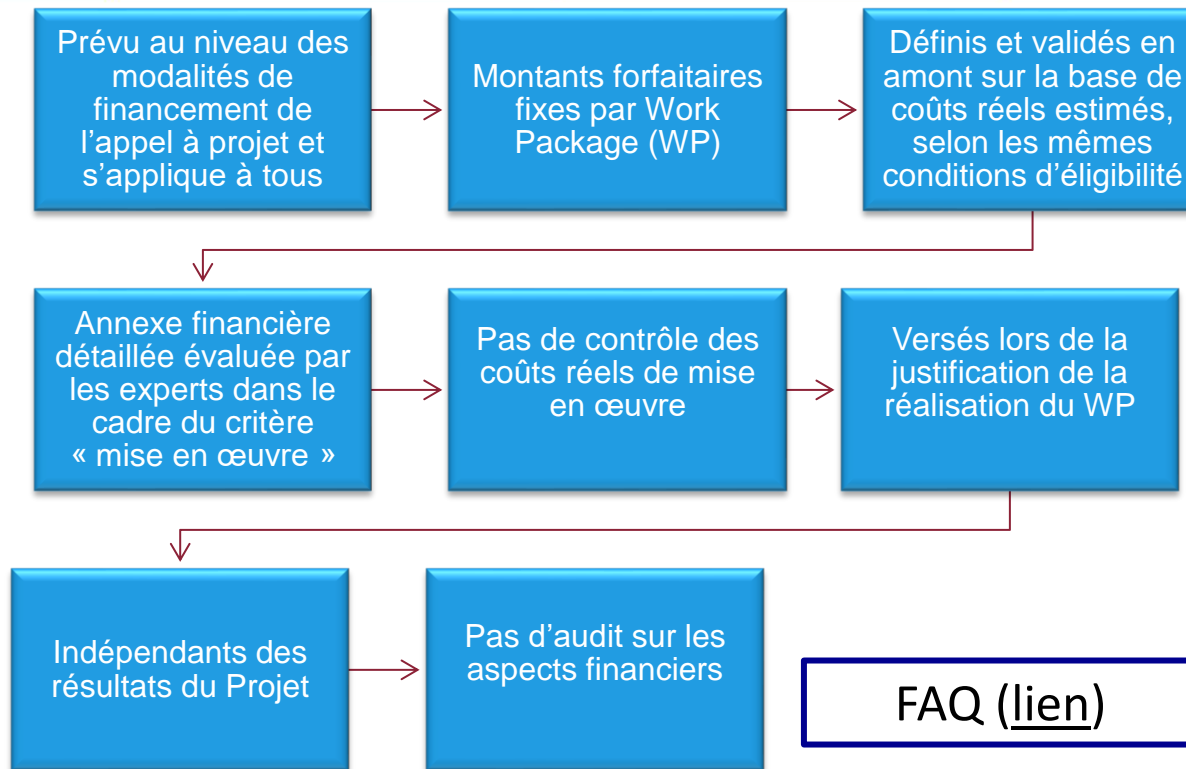 Prévu au niveau des
modalités de
financement de
l’appel à projet et
s’applique à tous
Montants forfaitaires
fixes par Work
Package (WP)
Définis et validés en
amont sur la base de
coûts réels estimés,
selon les mêmes
conditions d’éligibilité
Annexe financière
détaillée évaluée par
les experts dans le
cadre du critère
« mise en œuvre »
Pas de contrôle des
coûts réels de mise
en œuvre
Versés lors de la
justification de la
réalisation du WP
Indépendants des
résultats du Projet
Pas d’audit sur les
aspects financiers
FAQ (lien)